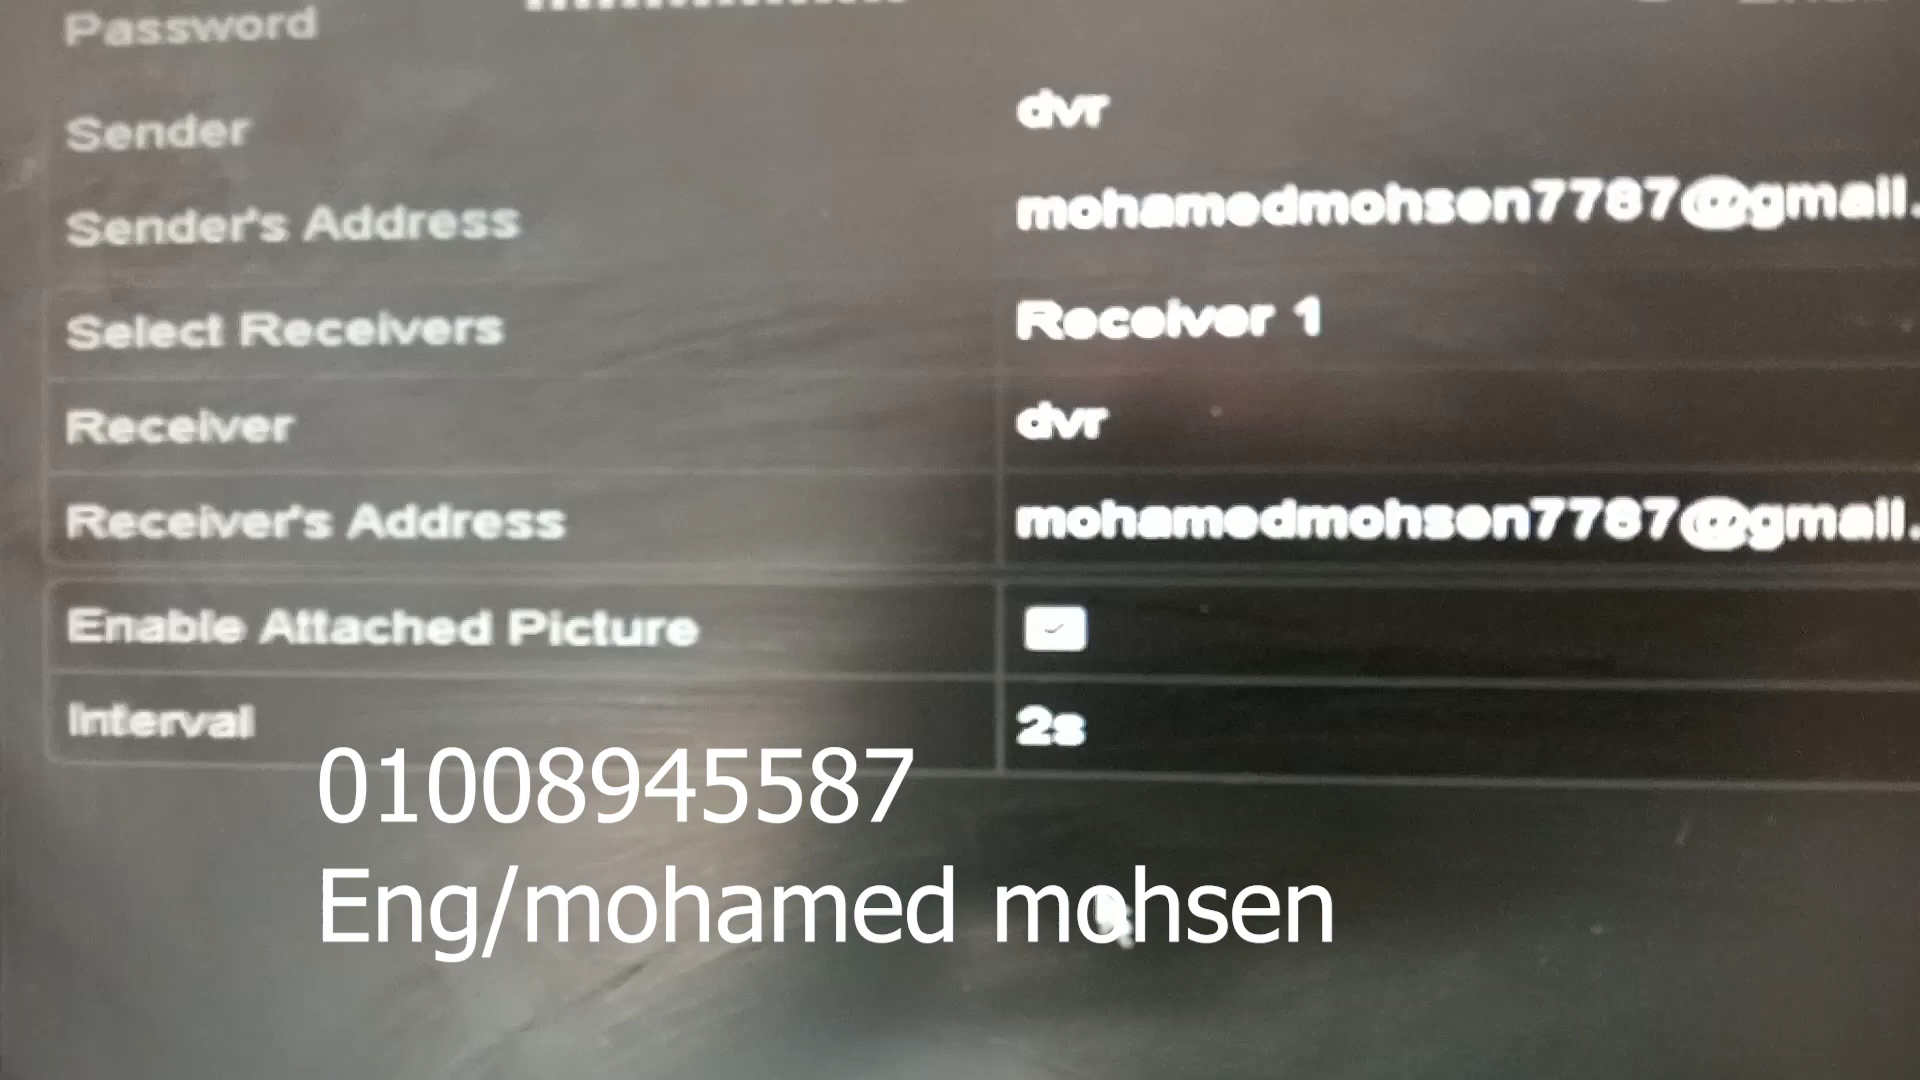 Password
Sender dvr
Sender's Address mohamedmohsen7787@gmail.
Select Receivers Receiver 1
Receiver dvr
Receiver's Address mohamedmohsen7787@gmail.
Enable Attached Picture
Interval 2s
01008945587
Eng/mohamed mohsen